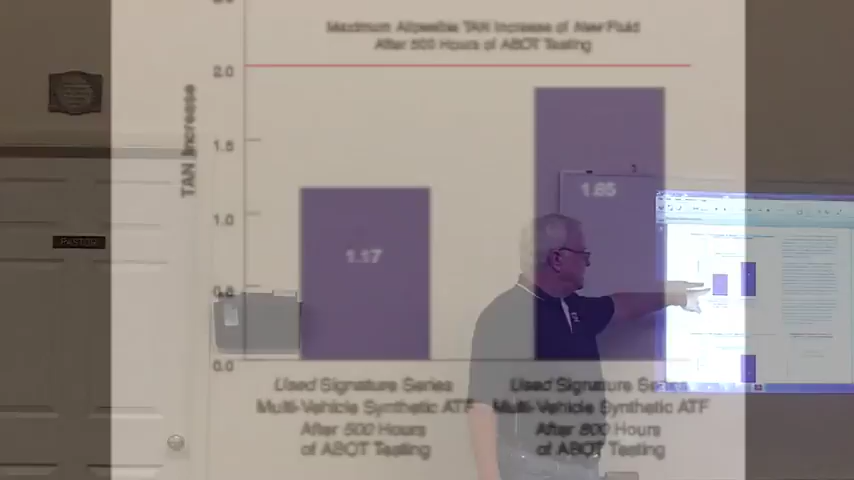 Maximum Allowable TAN Increase of New Fluid
After 500 Hours of ABOT Testing
2.0
1.5
1.0
0.5
0.0
TAN Increase
1.17
1.85
PASTOR
Used Signature Series
Multi-Vehicle Synthetic ATF
After 500 Hours
of ABOT Testing
Used Signature Series
Multi-Vehicle Synthetic ATF
After 800 Hours
of ABOT Testing